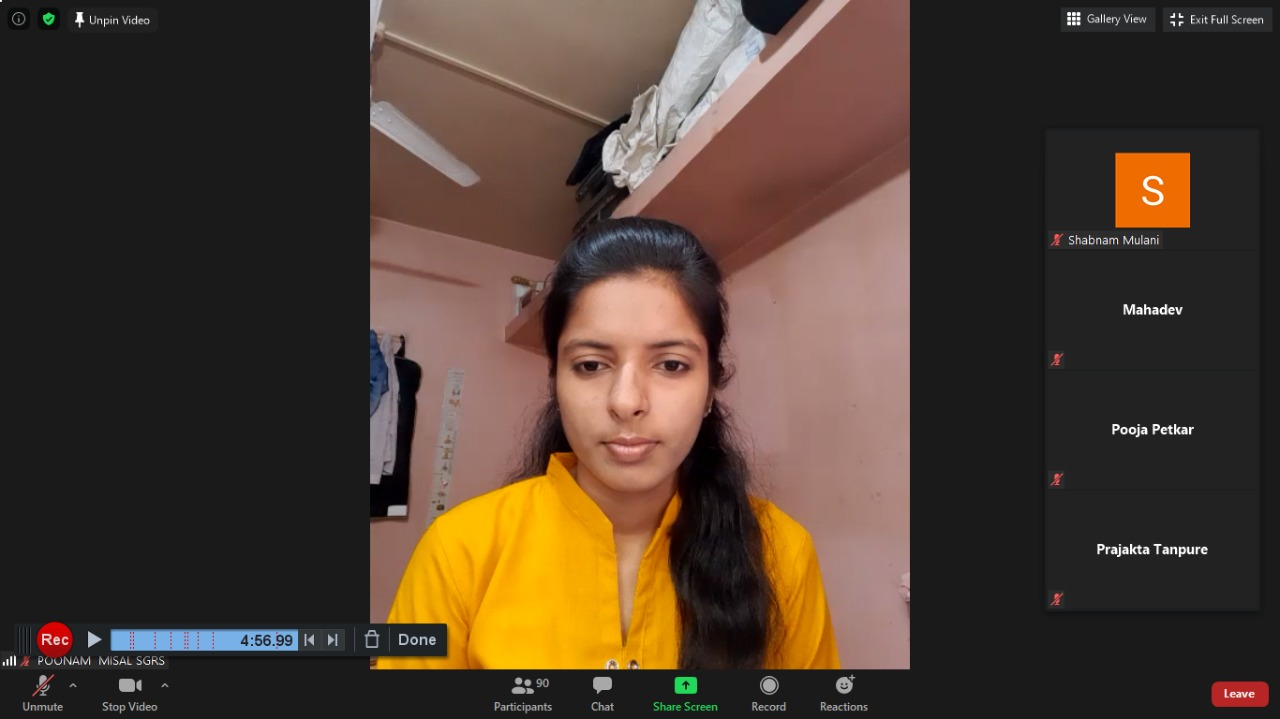 Unpin Video
Gallery View
Exit Full Screen
S
Shabnam Mulani
Mahadev
Pooja Petkar
Prajakta Tanpure
Rec
4:56.99
Done
POONAM MISAL SGRS
Unmute
Stop Video
90
Participants
Chat
Share Screen
Record
Reactions
Leave